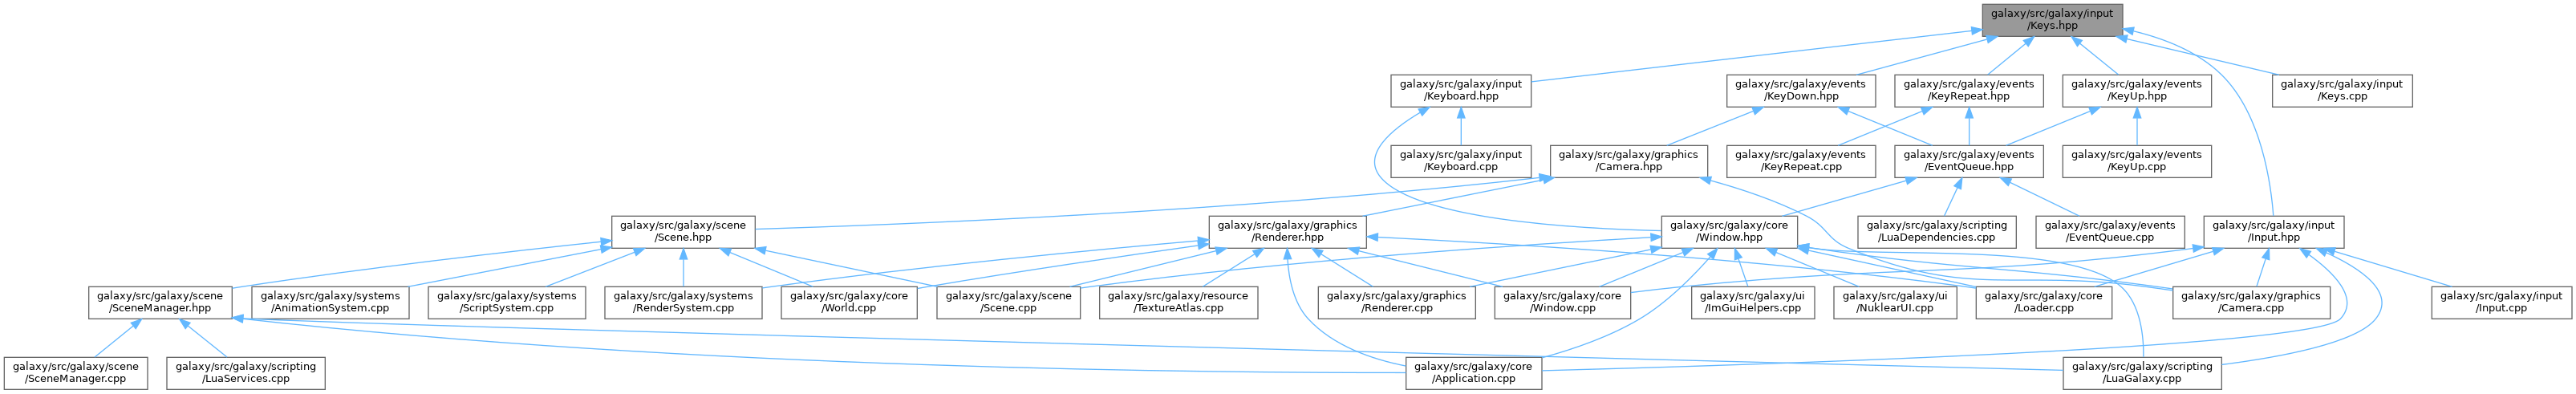 galaxy/src/galaxy/input
/Keys.hpp
galaxy/src/galaxy/input
/Keyboard.hpp
galaxy/src/galaxy/events
/KeyDown.hpp
galaxy/src/galaxy/events
/KeyRepeat.hpp
galaxy/src/galaxy/events
/KeyUp.hpp
galaxy/src/galaxy/input
/Keys.cpp
galaxy/src/galaxy/input
/Keyboard.cpp
galaxy/src/galaxy/graphics
/Camera.hpp
galaxy/src/galaxy/events
/KeyRepeat.cpp
galaxy/src/galaxy/events
/EventQueue.hpp
galaxy/src/galaxy/events
/KeyUp.cpp
galaxy/src/galaxy/scene
/Scene.hpp
galaxy/src/galaxy/graphics
/Renderer.hpp
galaxy/src/galaxy/core
/Window.hpp
galaxy/src/galaxy/scripting
/LuaDependencies.cpp
galaxy/src/galaxy/events
/EventQueue.cpp
galaxy/src/galaxy/input
/Input.hpp
galaxy/src/galaxy/scene
/SceneManager.hpp
galaxy/src/galaxy/systems
/AnimationSystem.cpp
galaxy/src/galaxy/systems
/ScriptSystem.cpp
galaxy/src/galaxy/systems
/RenderSystem.cpp
galaxy/src/galaxy/core
/World.cpp
galaxy/src/galaxy/scene
/Scene.cpp
galaxy/src/galaxy/resource
/TextureAtlas.cpp
galaxy/src/galaxy/graphics
/Renderer.cpp
galaxy/src/galaxy/core
/Window.cpp
galaxy/src/galaxy/ui
/ImGuiHelpers.cpp
galaxy/src/galaxy/ui
/NuklearUI.cpp
galaxy/src/galaxy/core
/Loader.cpp
galaxy/src/galaxy/graphics
/Camera.cpp
galaxy/src/galaxy/input
/Input.cpp
galaxy/src/galaxy/scene
/SceneManager.cpp
galaxy/src/galaxy/scripting
/LuaServices.cpp
galaxy/src/galaxy/core
/Application.cpp
galaxy/src/galaxy/scripting
/LuaGalaxy.cpp